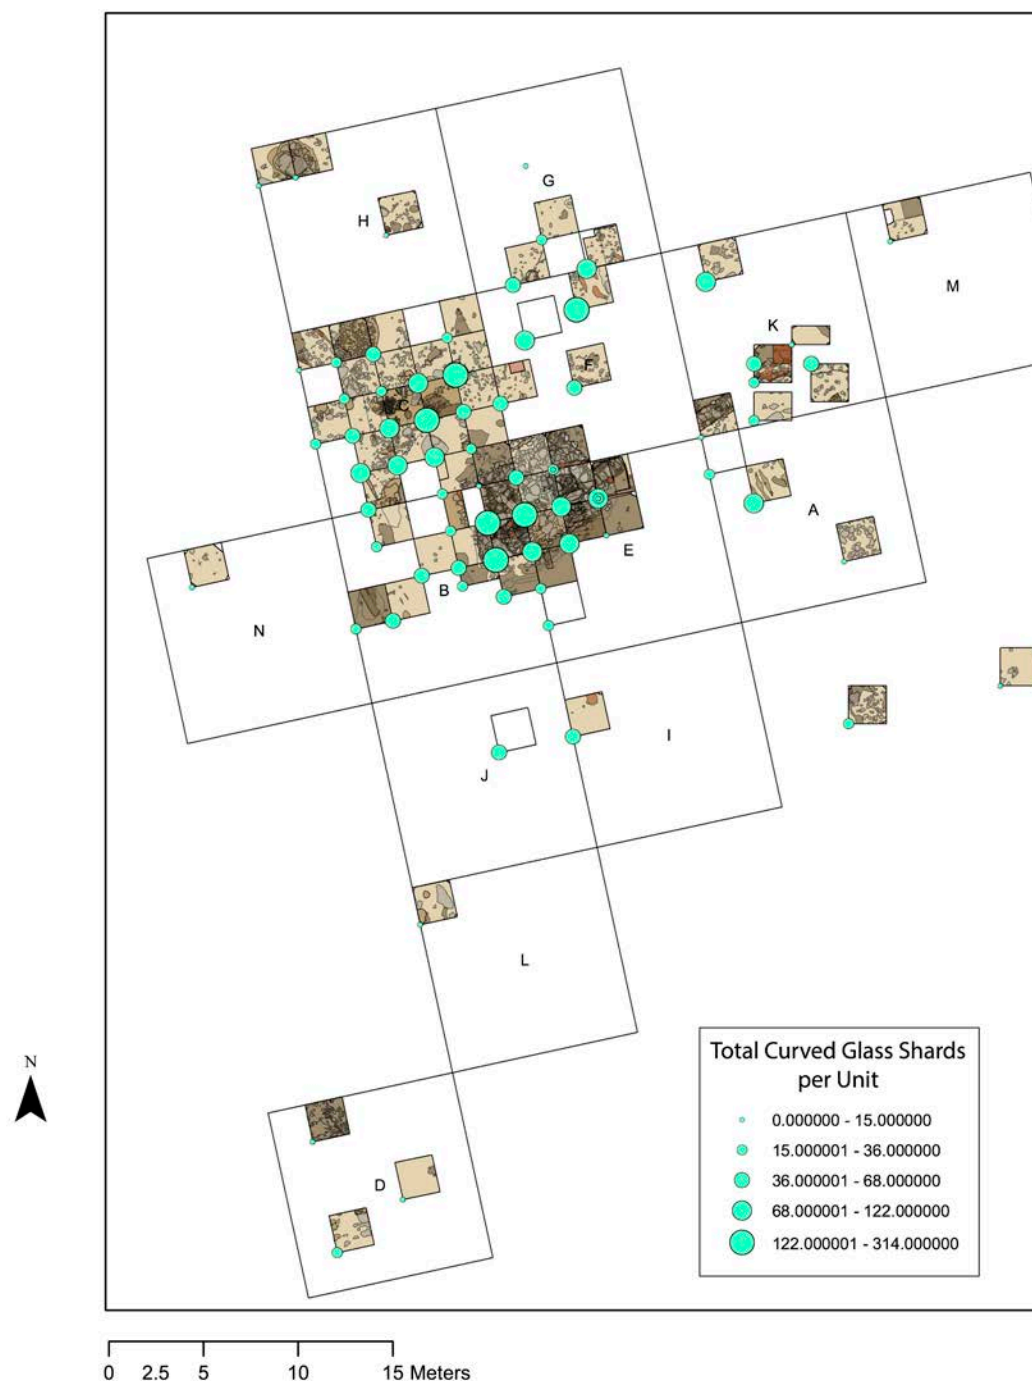 G
H
M
K
F
C
A
E
B
N
I
J
L
D
N
Total Curved Glass Shards
per Unit
0.000000 - 15.000000
15.000001 - 36.000000
36.000001 - 68.000000
68.000001 - 122.000000
122.000001 - 314.000000
0 2.5 5 10 15 Meters